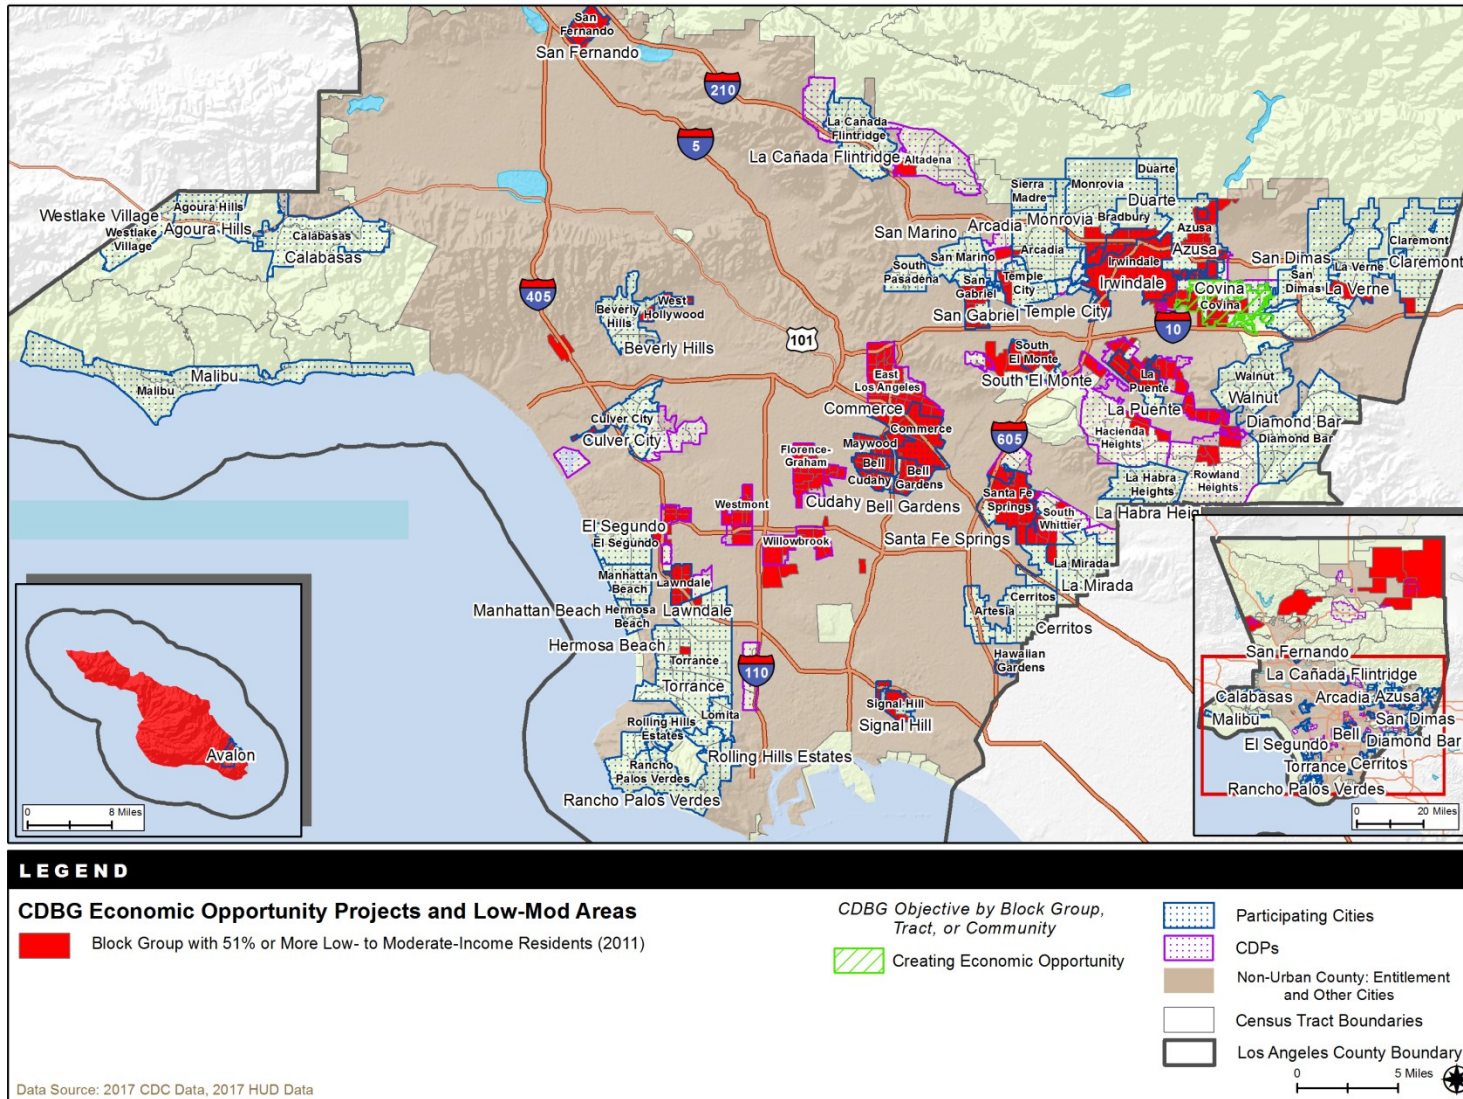 San
Fernando
San Fernando
210
5
La Cañada
Flintridge
La Cañada Flintridge
Altadena
Duarte
Sierra
Madre
Monrovia
Duarte
Westlake Village
Agoura Hills
Westlake
Village
Agoura Hills
Calabasas
Calabasas
Arcadia
Monrovia
Bradbury
San Marino
Arcadia
Azusa
Azusa
San Marino
South
Pasadena
Irwindale
Irwindale
San Dimas
San
Dimas
La Verne
La Verne
Claremont
Claremont
Temple
City
San
Gabriel
San Gabriel
Temple City
Covina
Covina
405
West
Hollywood
Beverly
Hills
Beverly Hills
101
10
South
El Monte
South El Monte
East
Los Angeles
Commerce
Commerce
La
Puente
La Puente
Walnut
Walnut
Diamond Bar
Diamond Bar
Malibu
Malibu
Culver City
Culver City
Maywood
605
Hacienda
Heights
Florence-
Graham
Bell
Cudahy
Bell
Gardens
Cudahy
Bell Gardens
La Habra
Heights
Rowland
Heights
La Habra Heig
Westmont
Santa Fe
Springs
South
Whittier
El Segundo
El Segundo
Willowbrook
Santa Fe Springs
La Mirada
La Mirada
Manhattan
Beach
Lawndale
Manhattan Beach
Hermosa
Beach
Lawndale
Hermosa Beach
Cerritos
Artesia
Cerritos
Hawaiian
Gardens
Torrance
Torrance
110
Signal Hill
Signal Hill
Lomita
Rolling Hills
Estates
Rolling Hills Estates
Rancho
Palos Verdes
Rancho Palos Verdes
Avalon
0 8 Miles
San Fernando
La Cañada Flintridge
Calabasas
Arcadia
Azusa
Malibu
San Dimas
Bell
El Segundo
Diamond Bar
Torrance
Cerritos
Rancho Palos Verdes
0 20 Miles
LEGEND
CDBG Economic Opportunity Projects and Low-Mod Areas
Block Group with 51% or More Low- to Moderate-Income Residents (2011)
CDBG Objective by Block Group,
Tract, or Community
Creating Economic Opportunity
Participating Cities
CDPs
Non-Urban County: Entitlement
and Other Cities
Census Tract Boundaries
Los Angeles County Boundary
0 5 Miles
Data Source: 2017 CDC Data, 2017 HUD Data